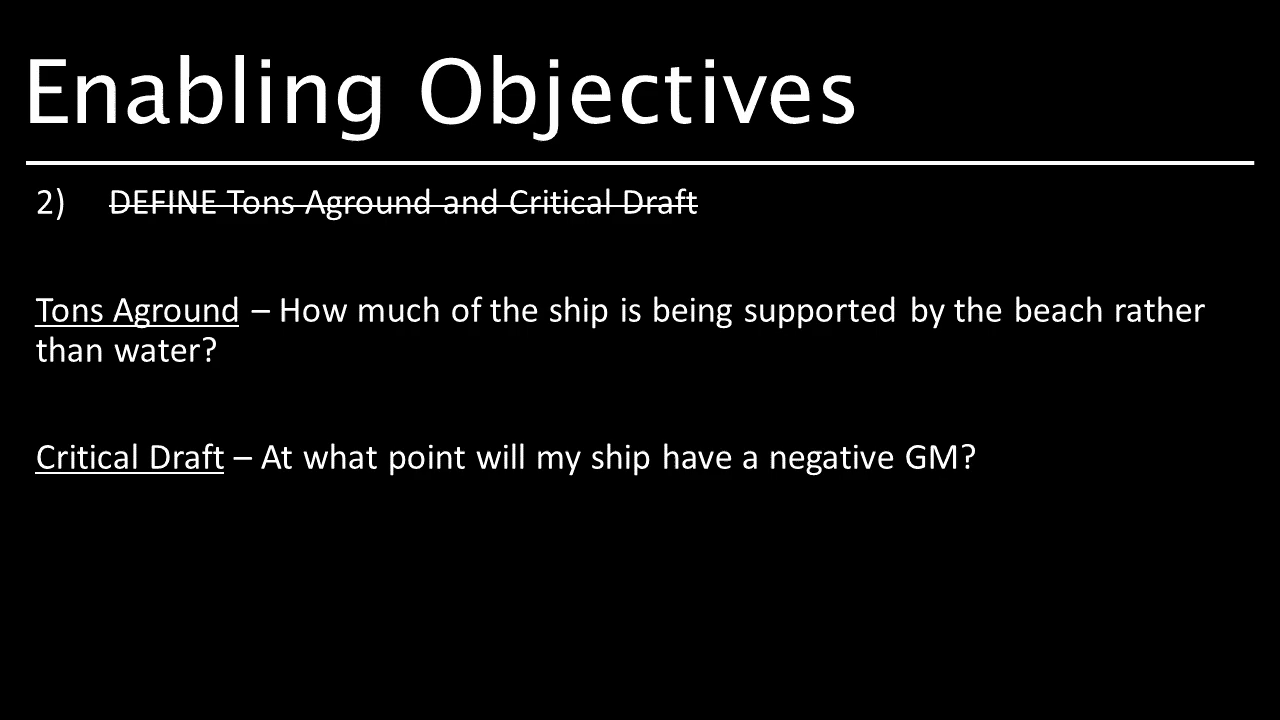 Enabling Objectives
2) DEFINE Tons Aground and Critical Draft
Tons Aground – How much of the ship is being supported by the beach rather
than water?
Critical Draft – At what point will my ship have a negative GM?